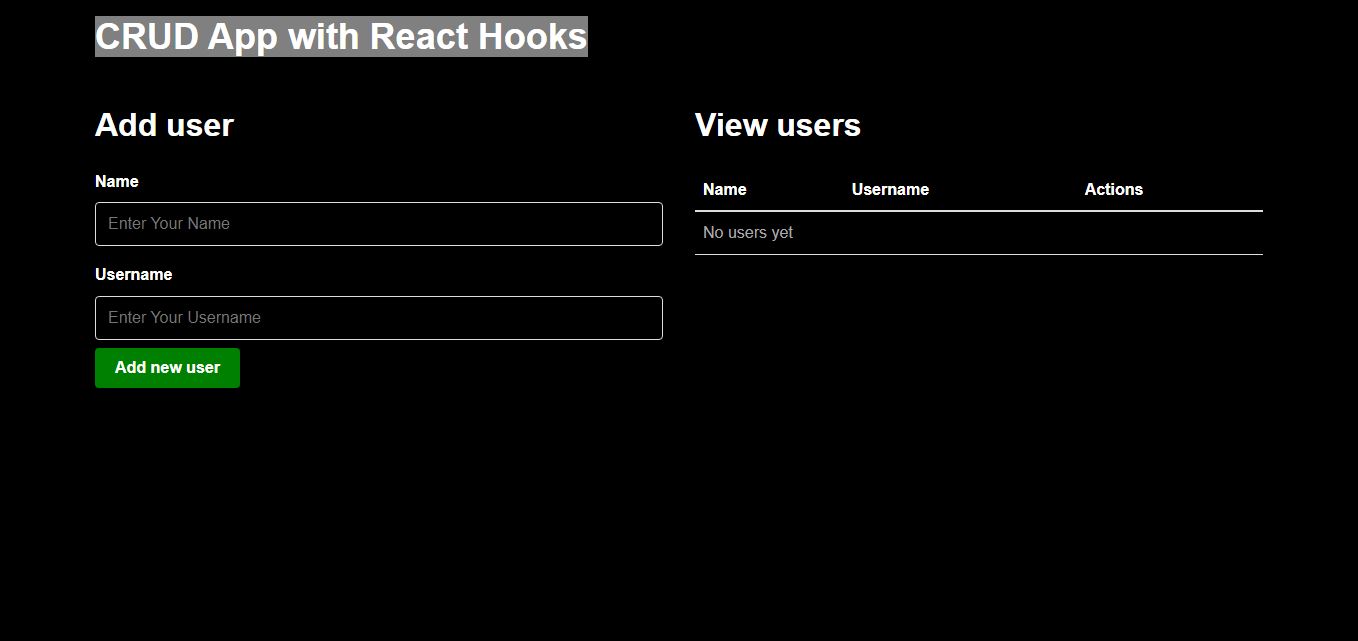 CRUD App with React Hooks
Add user
Name
Enter Your Name
Username
Enter Your Username
Add new user
View users
Name Username Actions
No users yet